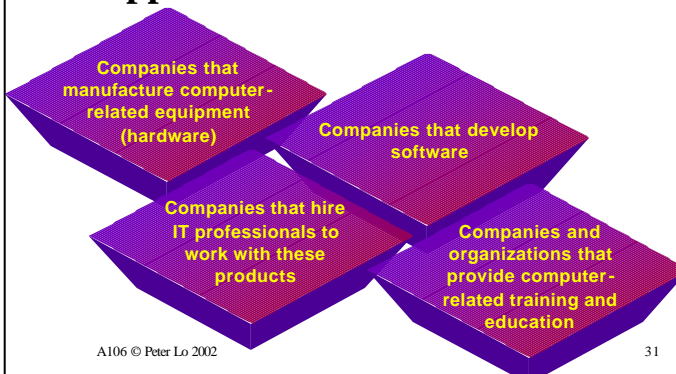 Companies that
manufacture computer-
related equipment
(hardware)
Companies that develop
software
Companies that hire
IT professionals to
work with these
products
Companies and
organizations that
provide computer-
related training and
education
A106 © Peter Lo 2002
31